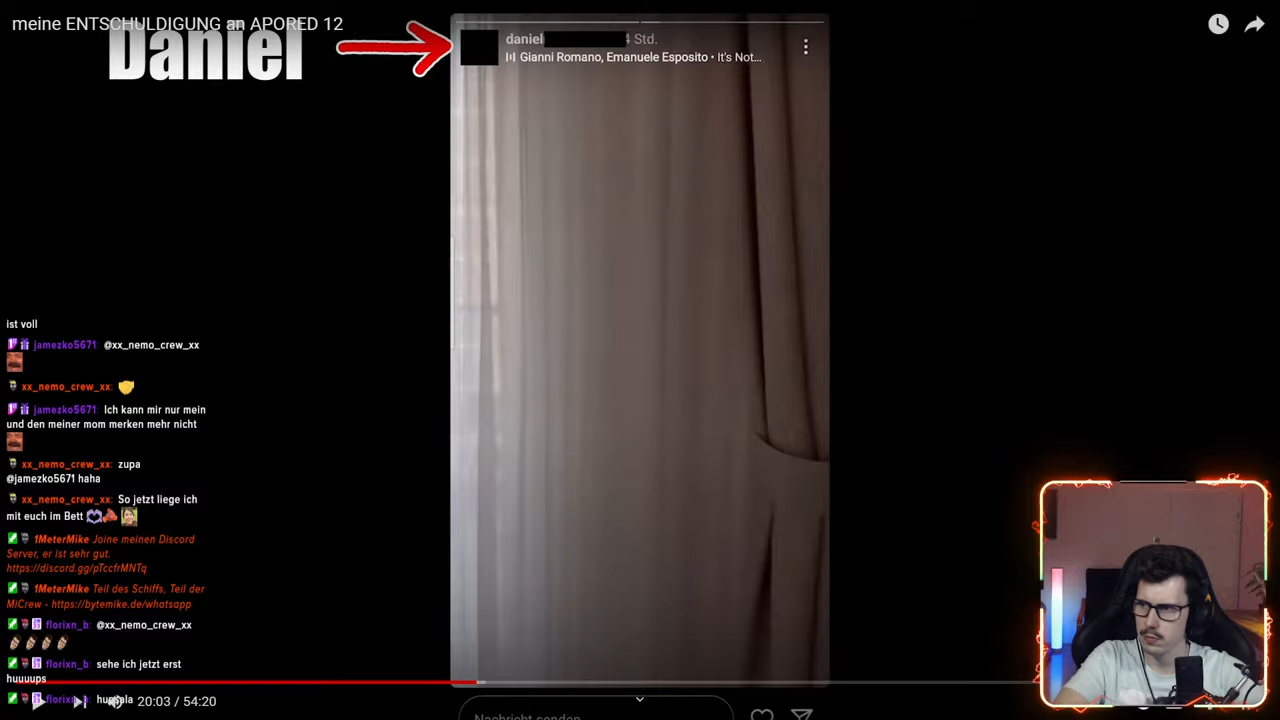 meine ENTSCHULDIGUNG an APORED 12
Daniel
daniel
4 Std.
Gianni Romano, Emanuele Esposito • It's Not...
ist voll
jamezko5671 @xx_nemo_crew_xx
xx_nemo_crew_xx:
jamezko5671 Ich kann mir nur mein
und den meiner mom merken mehr nicht
xx_nemo_crew_xx: zupa
@jamezko5671 haha
xx_nemo_crew_xx: So jetzt liege ich
mit euch im Bett
1MeterMike Joine meinen Discord
Server, er ist sehr gut.
https://discord.gg/pTccfrMNTq
1MeterMike Teil des Schiffs, Teil der
MiCrew - https://bytemike.de/whatsapp
florixn_b: @xx_nemo_crew_xx
florixn_b: sehe ich jetzt erst
huuuups
florixn_b:
20:03 / 54:20
Nachricht senden